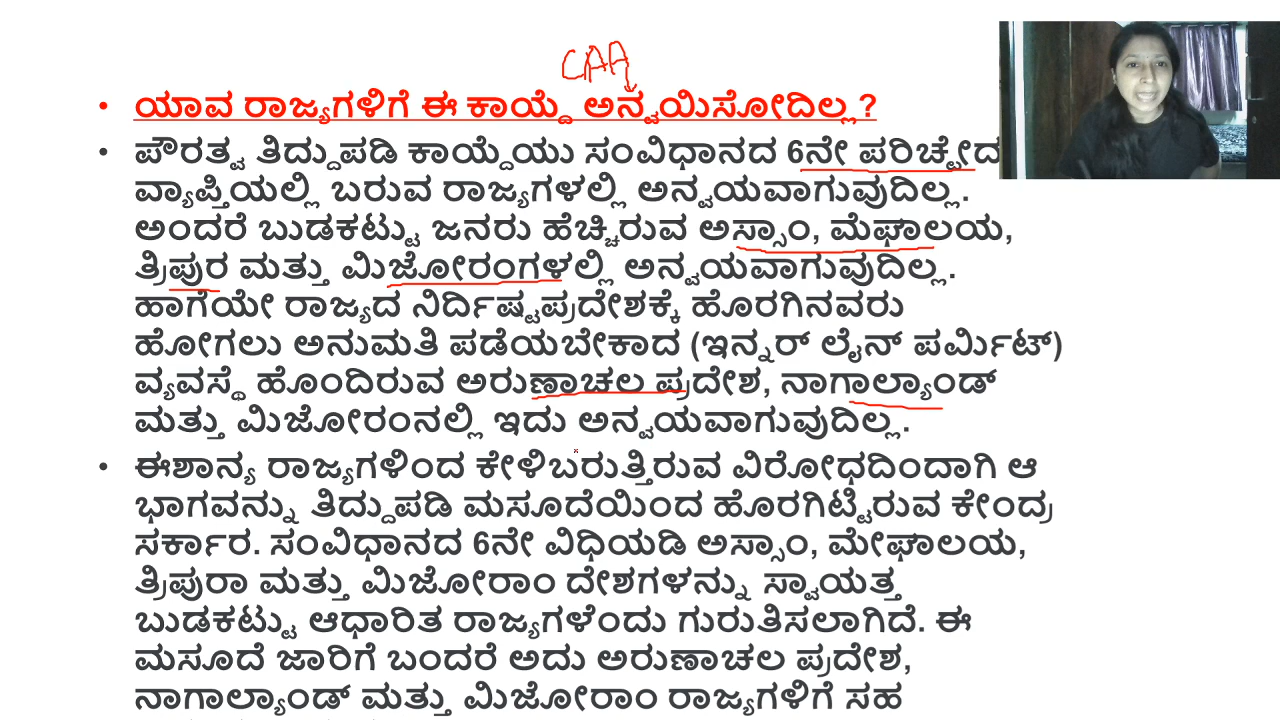 CAA
• ಯಾವ ರಾಜ್ಯಗಳಿಗೆ ಈ ಕಾಯ್ದೆ ಅನ್ವಯಿಸೋದಿಲ್ಲ?
• ಪೌರತ್ವ ತಿದ್ದುಪಡಿ ಕಾಯ್ದೆಯು ಸಂವಿಧಾನದ 6ನೇ ಪರಿಚ್ಛೇದ
ವ್ಯಾಪ್ತಿಯಲ್ಲಿ ಬರುವ ರಾಜ್ಯಗಳಲ್ಲಿ ಅನ್ವಯವಾಗುವುದಿಲ್ಲ.
ಅಂದರೆ ಬುಡಕಟ್ಟು ಜನರು ಹೆಚ್ಚಿರುವ ಅಸ್ಸಾಂ, ಮೆಘಾಲಯ,
ತ್ರಿಪುರ ಮತ್ತು ಮಿಜೋರಂಗಳಲ್ಲಿ ಅನ್ವಯವಾಗುವುದಿಲ್ಲ.
ಹಾಗೆಯೇ ರಾಜ್ಯದ ನಿರ್ದಿಷ್ಟಪ್ರದೇಶಕ್ಕೆ ಹೊರಗಿನವರು
ಹೋಗಲು ಅನುಮತಿ ಪಡೆಯಬೇಕಾದ (ಇನ್ನರ್ ಲೈನ್ ಪರ್ಮಿಟ್)
ವ್ಯವಸ್ಥೆ ಹೊಂದಿರುವ ಅರುಣಾಚಲ ಪ್ರದೇಶ, ನಾಗಾಲ್ಯಾಂಡ್
ಮತ್ತು ಮಿಜೋರಂನಲ್ಲಿ ಇದು ಅನ್ವಯವಾಗುವುದಿಲ್ಲ.
• ಈಶಾನ್ಯ ರಾಜ್ಯಗಳಿಂದ ಕೇಳಿಬರುತ್ತಿರುವ ವಿರೋಧದಿಂದಾಗಿ ಆ
ಭಾಗವನ್ನು ತಿದ್ದುಪಡಿ ಮಸೂದೆಯಿಂದ ಹೊರಗಿಟ್ಟಿರುವ ಕೇಂದ್ರ
ಸರ್ಕಾರ. ಸಂವಿಧಾನದ 6ನೇ ವಿಧಿಯಡಿ ಅಸ್ಸಾಂ, ಮೇಘಾಲಯ,
ತ್ರಿಪುರಾ ಮತ್ತು ಮಿಜೋರಾಂ ದೇಶಗಳನ್ನು ಸ್ವಾಯತ್ತ
ಬುಡಕಟ್ಟು ಆಧಾರಿತ ರಾಜ್ಯಗಳೆಂದು ಗುರುತಿಸಲಾಗಿದೆ. ಈ
ಮಸೂದೆ ಜಾರಿಗೆ ಬಂದರೆ ಅದು ಅರುಣಾಚಲ ಪ್ರದೇಶ,
ನಾಗಾಲ್ಯಾಂಡ್ ಮತ್ತು ಮಿಜೋರಾಂ ರಾಜ್ಯಗಳಿಗೆ ಸಹ